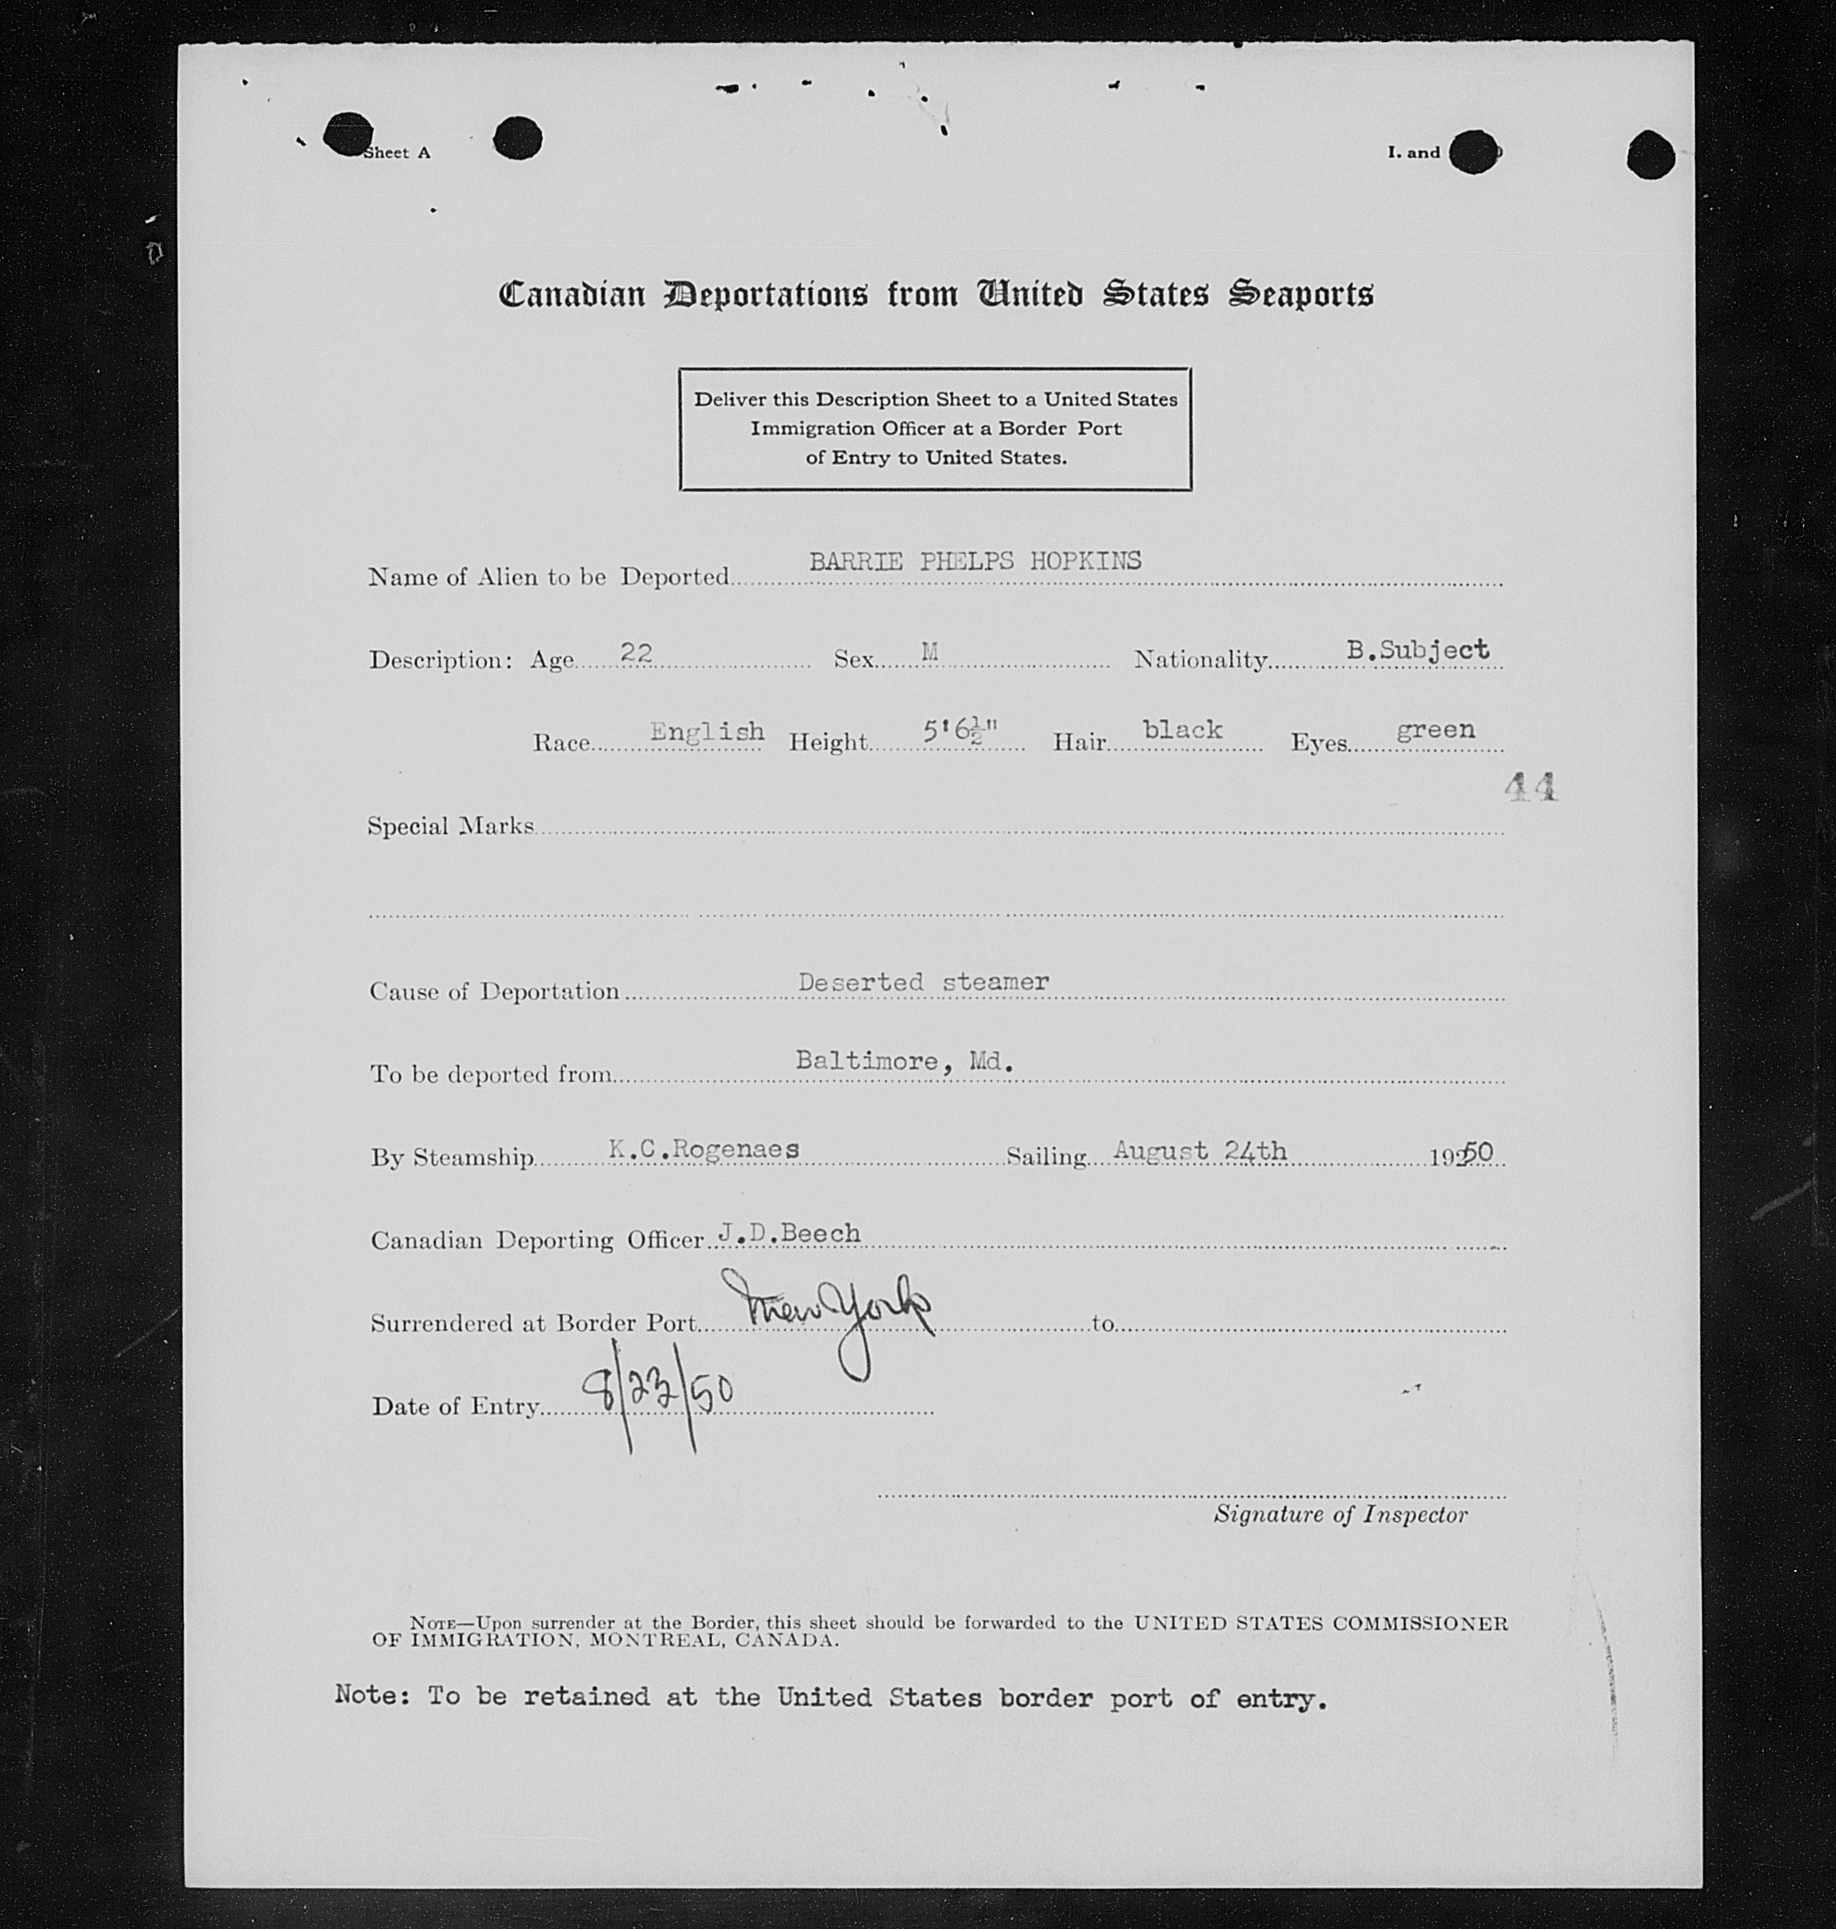 Sheet A
I. and
Canadian Deportations from United States Seaports
Deliver this Description Sheet to a United States
Immigration Officer at a Border Port
of Entry to United States.
Name of Alien to be Deported BARRIE PHELPS HOPKINS
Description: Age 22 Sex M Nationality B.Subject
Race English Height 5'6½" Hair black Eyes green
44
Special Marks
Cause of Deportation Deserted steamer
To be deported from Baltimore, Md.
By Steamship K.C.Rogenaes Sailing August 24th 1950
Canadian Deporting Officer J.D.Beech
Surrendered at Border Port New York to
Date of Entry 8/23/50
Signature of Inspector
NOTE—Upon surrender at the Border, this sheet should be forwarded to the UNITED STATES COMMISSIONER
OF IMMIGRATION, MONTREAL, CANADA.
Note: To be retained at the United States border port of entry.